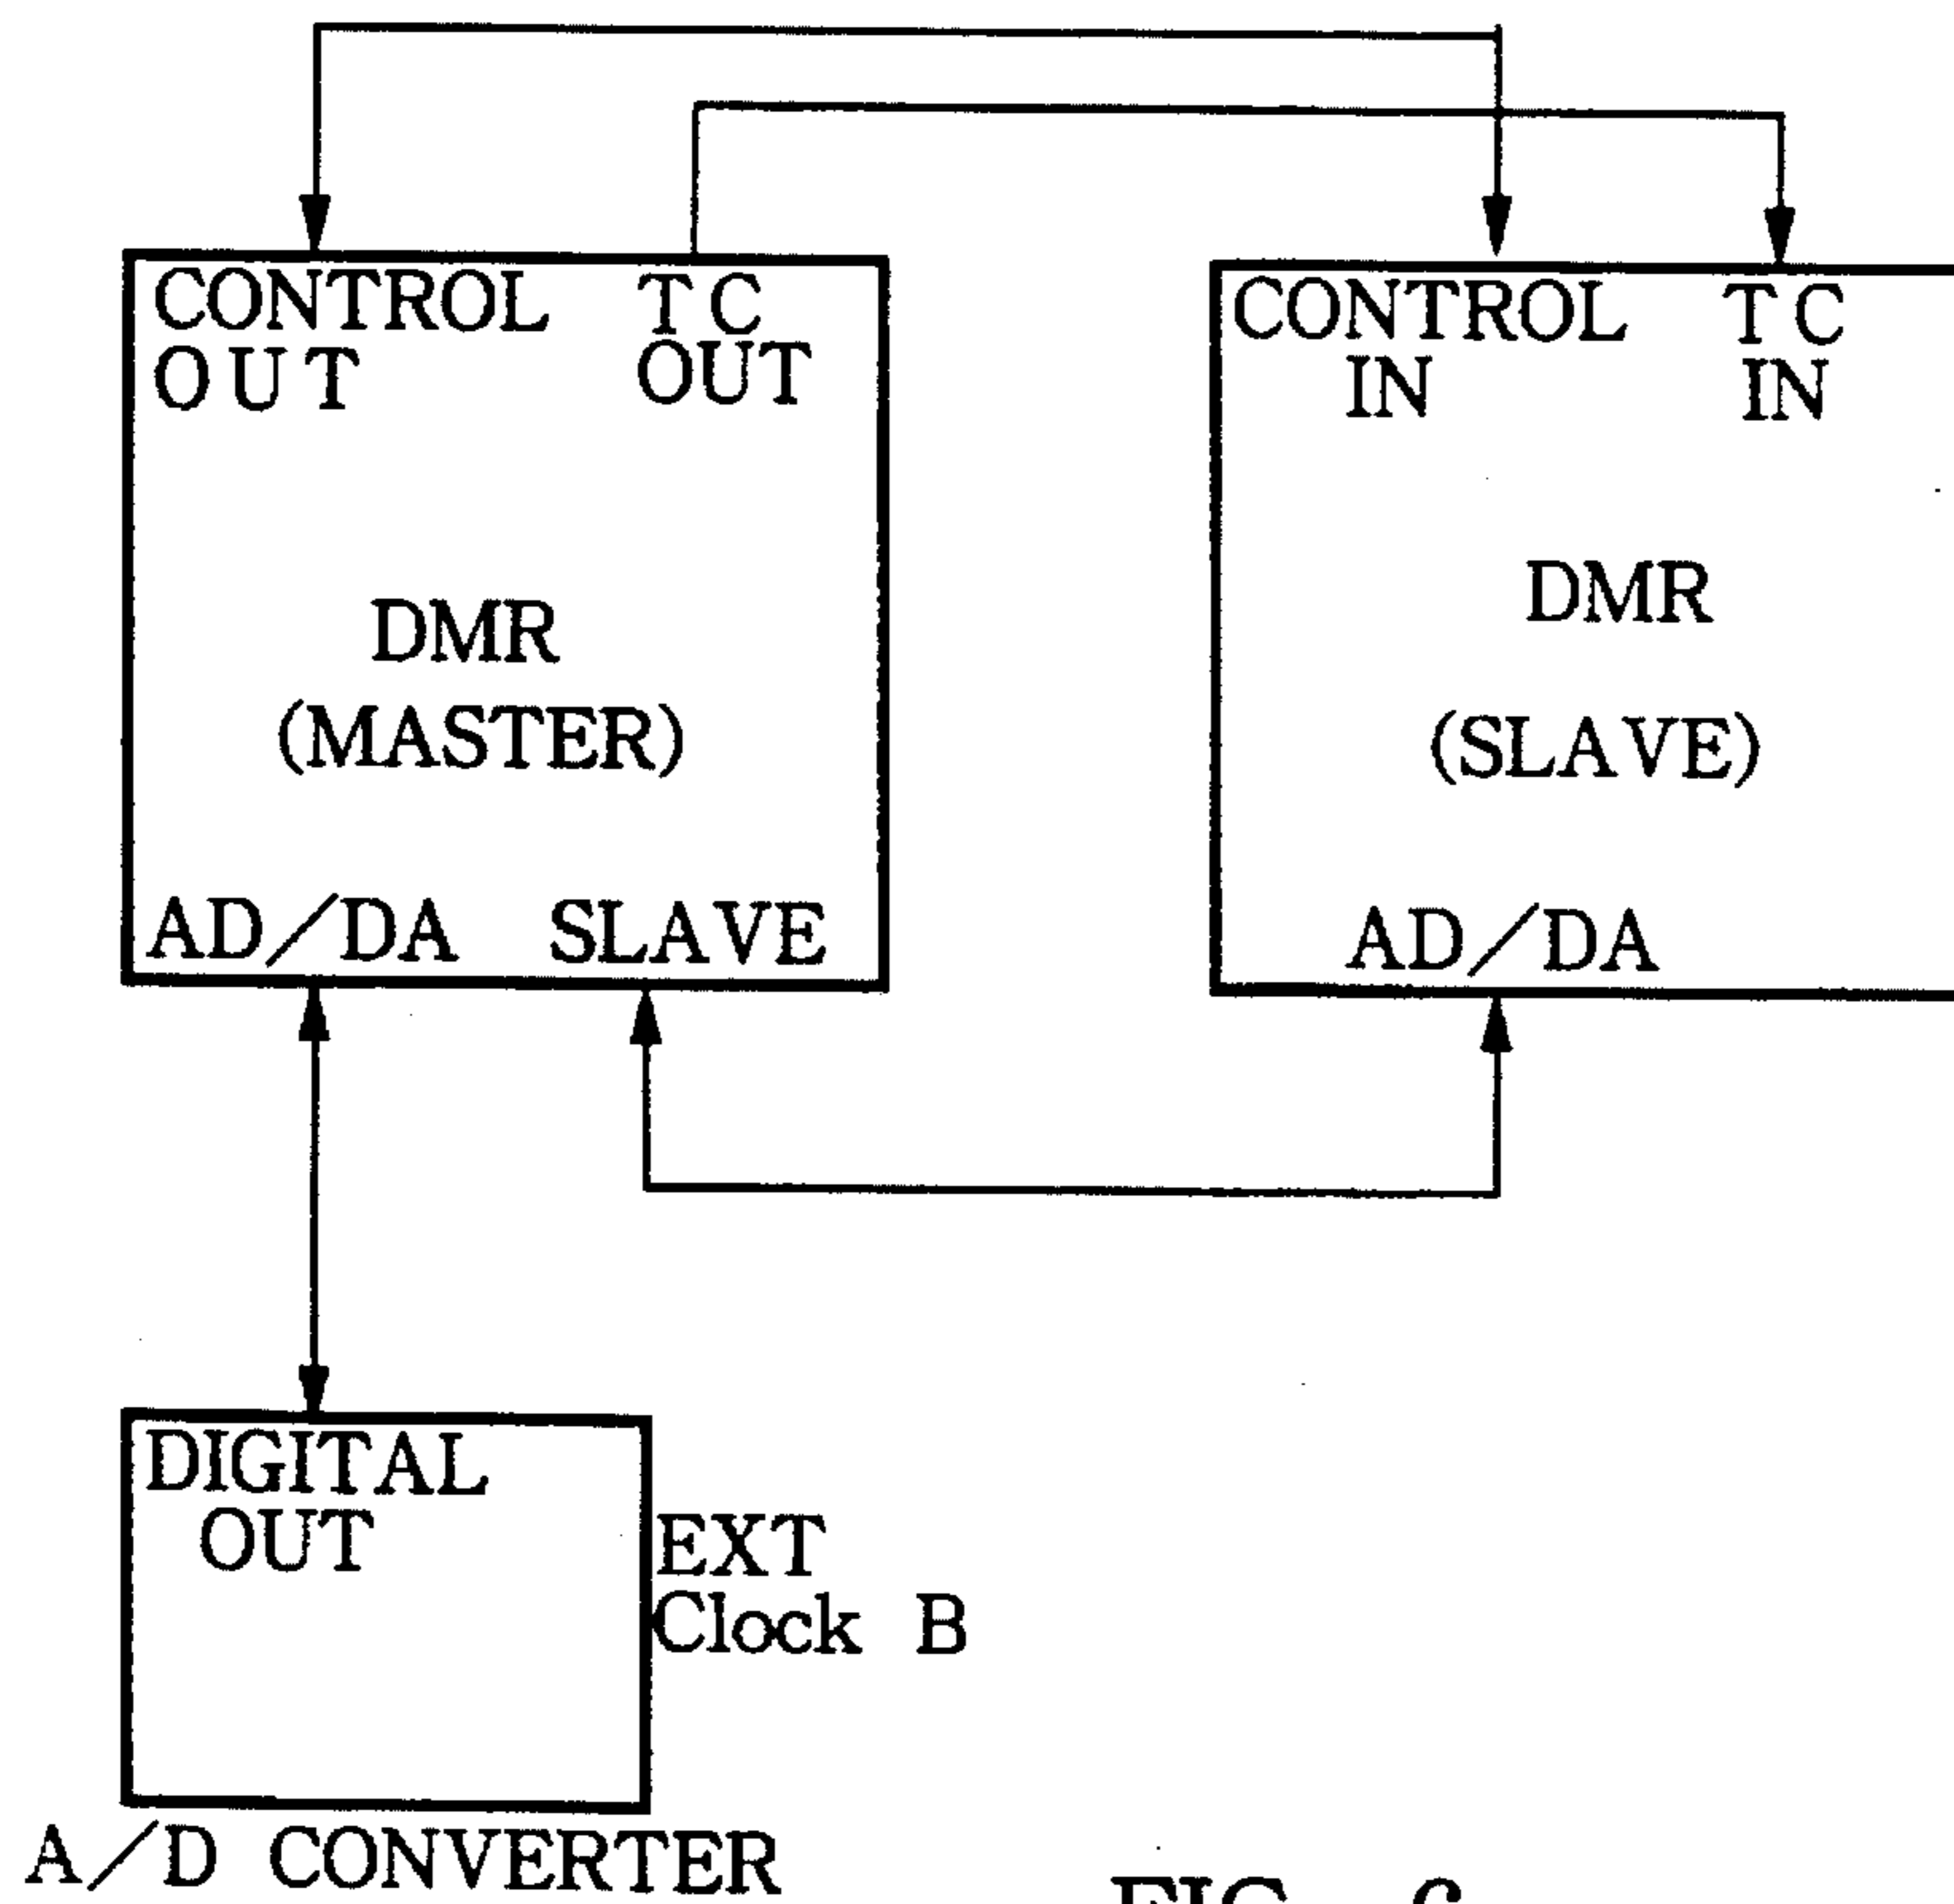 CONTROL OUT
TC OUT
DMR
(MASTER)
AD/DA SLAVE
CONTROL IN
TC IN
DMR
(SLAVE)
AD/DA
DIGITAL
OUT
EXT
Clock B
A/D CONVERTER